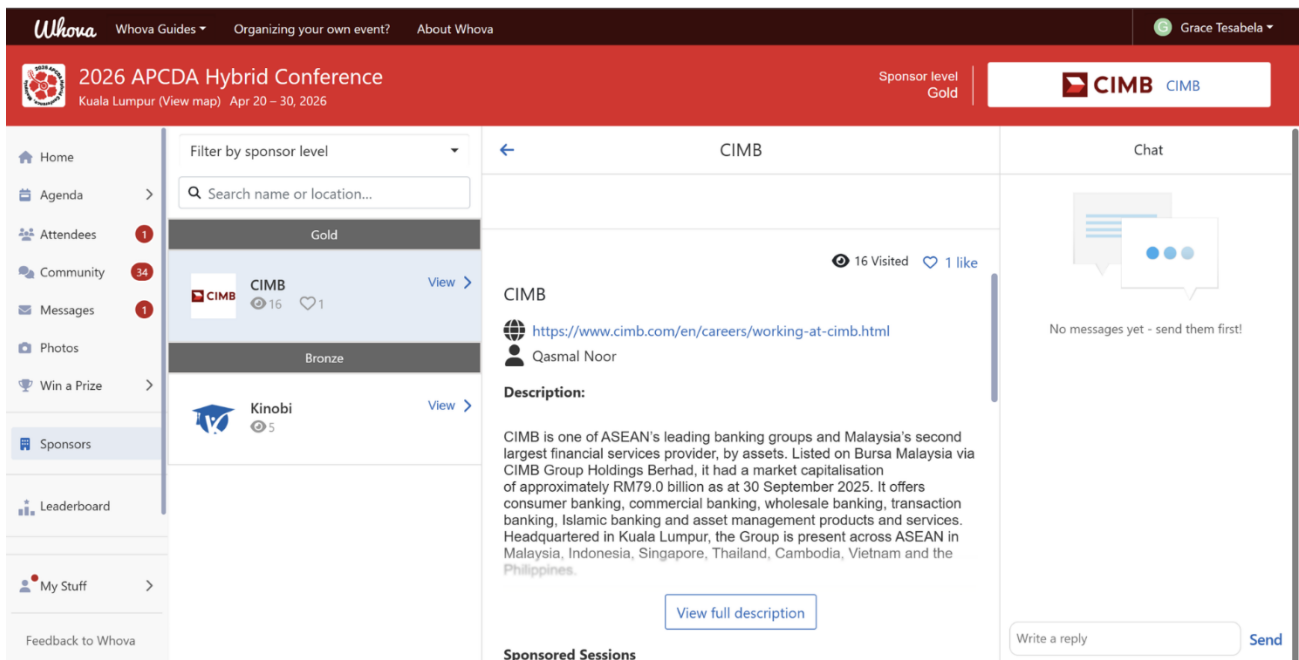 Whova Whova Guides Organizing your own event? About Whova G Grace Tesabela
2026 APCDA Hybrid Conference
Kuala Lumpur (View map) Apr 20 – 30, 2026
Sponsor level
Gold
CIMB CIMB
Home
Agenda
Attendees 1
Community 34
Messages 1
Photos
Win a Prize
Sponsors
Leaderboard
My Stuff
Feedback to Whova
Filter by sponsor level
Search name or location...
Gold
CIMB
CIMB
View
16 1
Bronze
Kinobi
View
5
CIMB
16 Visited 1 like
CIMB
https://www.cimb.com/en/careers/working-at-cimb.html
Qasmal Noor
Description:
CIMB is one of ASEAN's leading banking groups and Malaysia's second
largest financial services provider, by assets. Listed on Bursa Malaysia via
CIMB Group Holdings Berhad, it had a market capitalisation
of approximately RM79.0 billion as at 30 September 2025. It offers
consumer banking, commercial banking, wholesale banking, transaction
banking, Islamic banking and asset management products and services.
Headquartered in Kuala Lumpur, the Group is present across ASEAN in
Malaysia, Indonesia, Singapore, Thailand, Cambodia, Vietnam and the
Philippines.
View full description
Sponsored Sessions
Chat
No messages yet - send them first!
Write a reply
Send